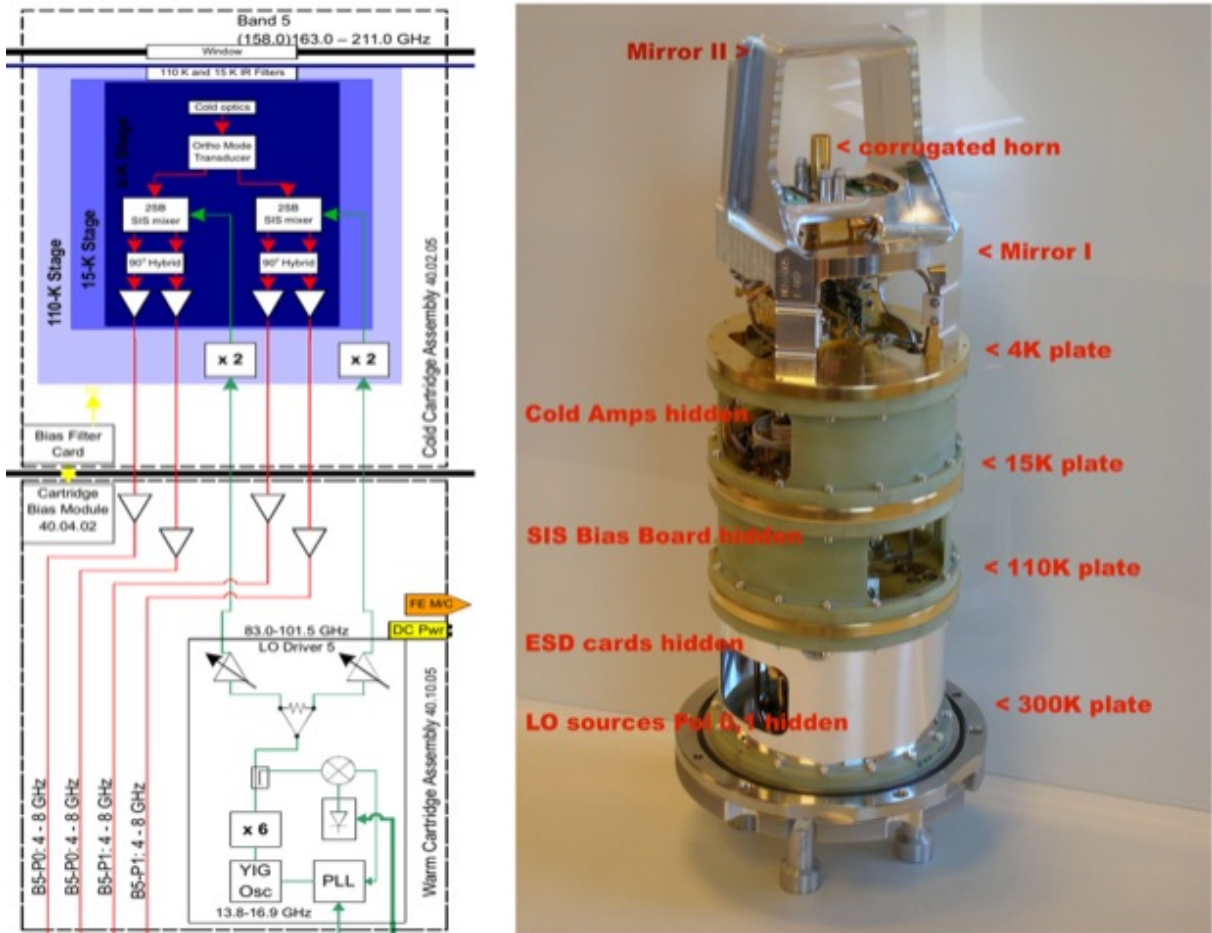 Band 5
(158.0)163.0 – 211.0 GHz
Window
110 K and 15 K IR Filters
Cold optics
Ortho Mode
Transducer
4-K Stage
2SB
SIS mixer
2SB
SIS mixer
90° Hybrid
90° Hybrid
15-K Stage
110-K Stage
x 2
x 2
Cold Cartridge Assembly 40.02.05
Bias Filter
Card
Cartridge
Bias Module
40.04.02
FE M/C
DC Pwr
83.0-101.5 GHz
LO Driver 5
x 6
YIG
Osc
PLL
13.8-16.9 GHz
B5-P0: 4 - 8 GHz
B5-P0: 4 - 8 GHz
B5-P1: 4 - 8 GHz
B5-P1: 4 - 8 GHz
Warm Cartridge Assembly 40.10.05
Mirror II >
< corrugated horn
< Mirror I
< 4K plate
Cold Amps hidden
< 15K plate
SIS Bias Board hidden
< 110K plate
ESD cards hidden
< 300K plate
LO sources Pol 0,1 hidden